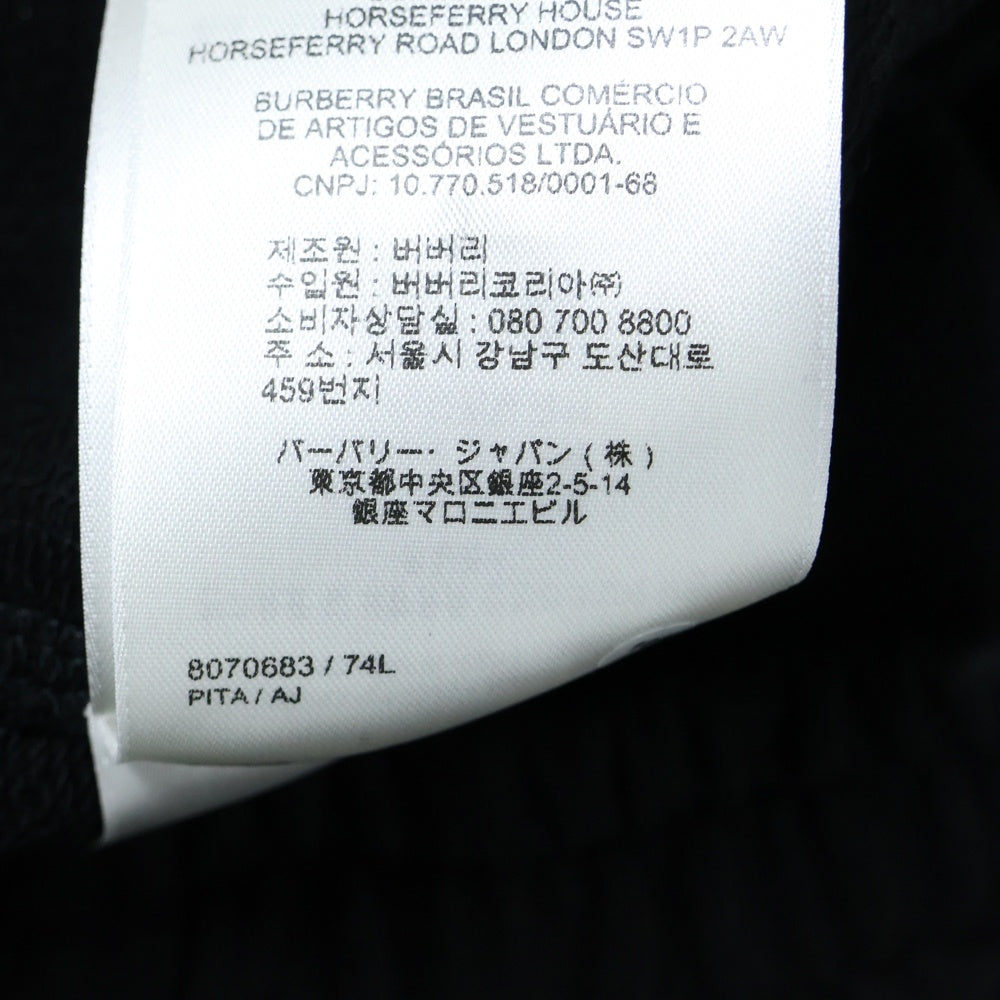 HORSEFERRY HOUSE
HORSEFERRY ROAD LONDON SW1P 2AW
BURBERRY BRASIL COMÉRCIO
DE ARTIGOS DE VESTUÁRIO E
ACESSÓRIOS LTDA.
CNPJ: 10.770.518/0001-68
제조원 : 버버리
수입원 : 버버리코리아㈜
소비자상담실 : 080 700 8800
주 소 : 서울시 강남구 도산대로
459번지
バーバリー・ジャパン ( 株 )
東京都中央区銀座2-5-14
銀座マロニエビル
8070683 / 74L
PITA / AJ